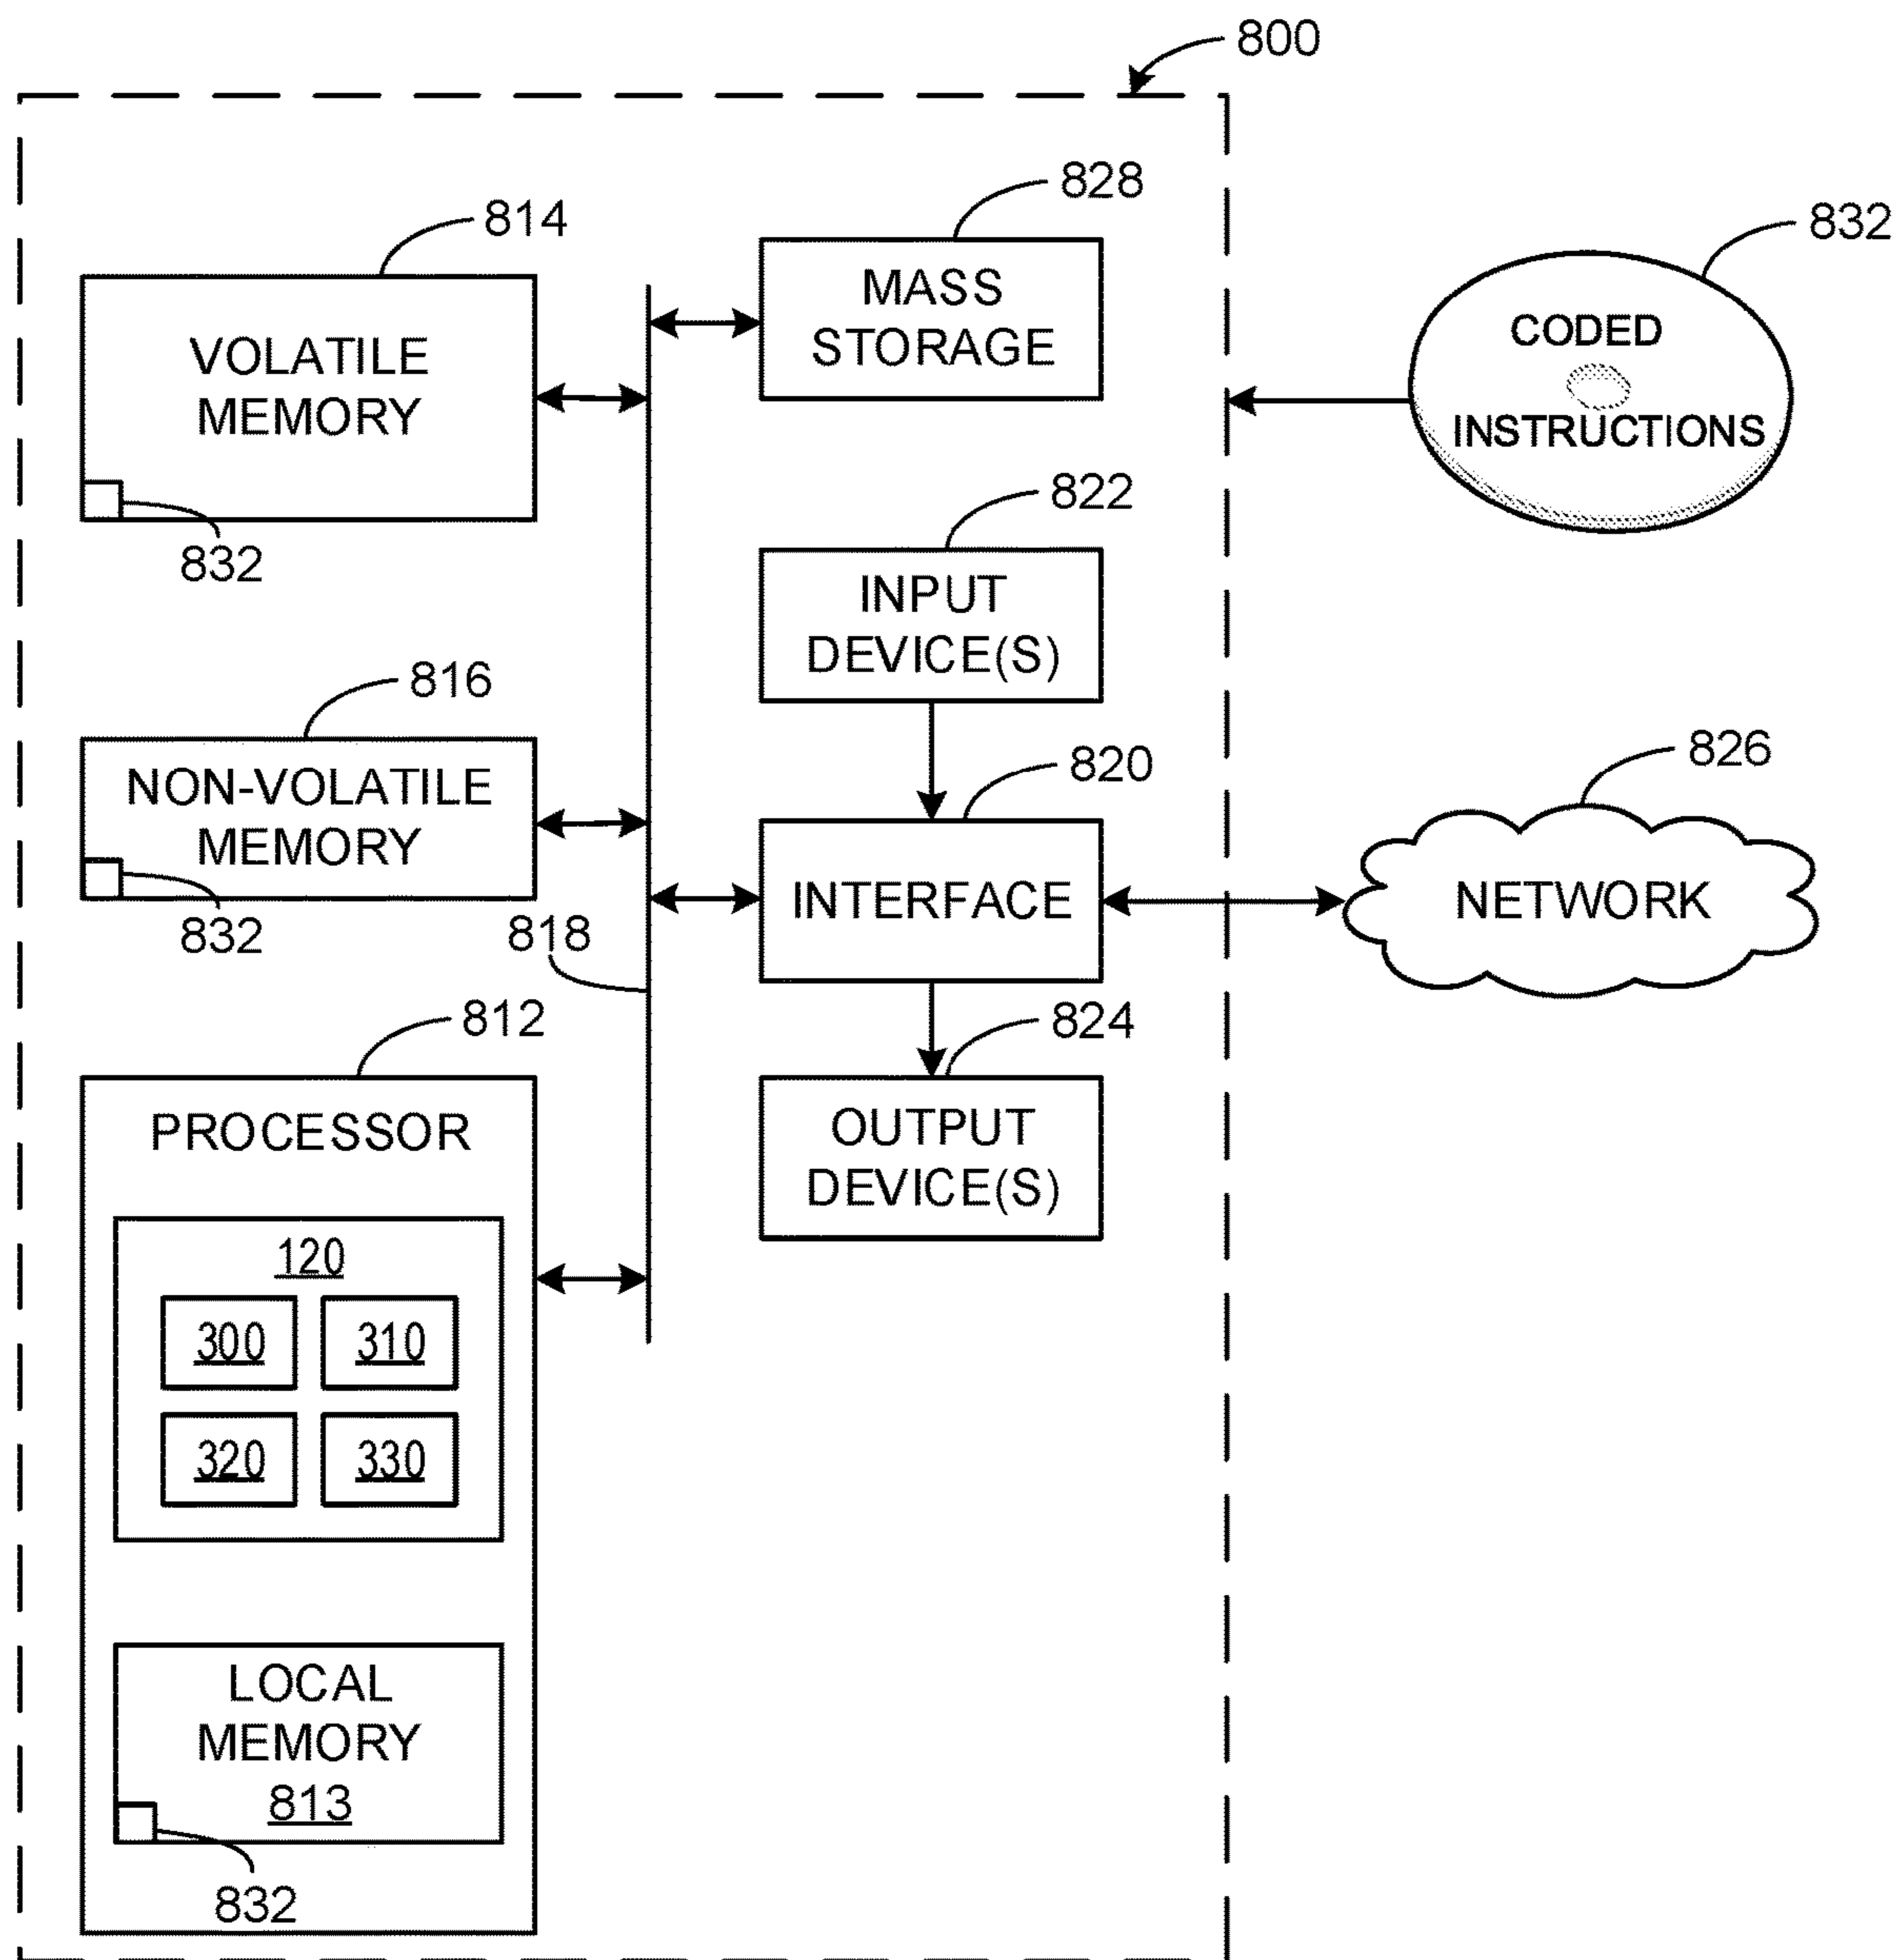 800
814
VOLATILE
MEMORY
832
828
MASS
STORAGE
832
CODED
INSTRUCTIONS
822
INPUT
DEVICE(S)
816
NON-VOLATILE
MEMORY
832
818
820
INTERFACE
826
NETWORK
812
PROCESSOR
120
300 310
320 330
LOCAL
MEMORY
813
832
824
OUTPUT
DEVICE(S)